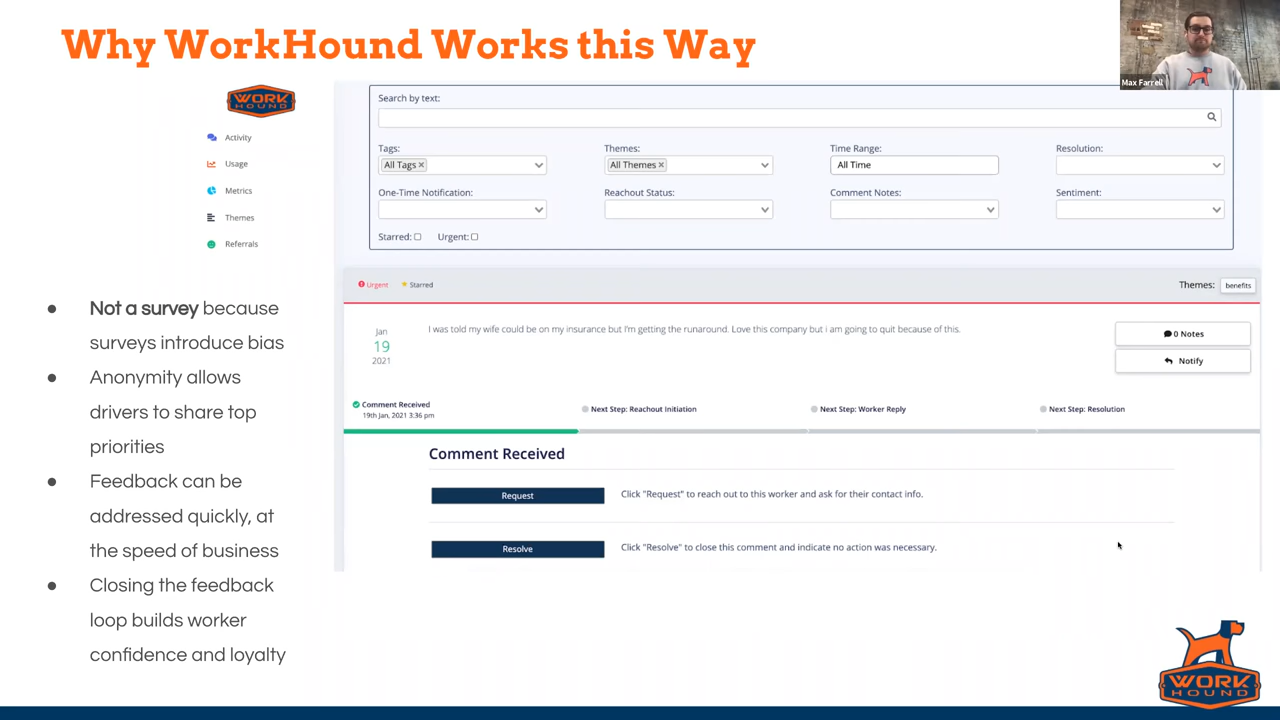 Why WorkHound Works this Way
Max Farrell
WORK
HOUND
Activity
Usage
Metrics
Themes
Referrals
Search by text:
Tags: Themes: Time Range: Resolution:
All Tags × All Themes × All Time
One-Time Notification: Reachout Status: Comment Notes: Sentiment:
Starred: Urgent:
Urgent Starred Themes: benefits
Jan
19
2021
I was told my wife could be on my insurance but I'm getting the runaround. Love this company but i am going to quit because of this.
0 Notes
Notify
Comment Received
19th Jan, 2021 3:36 pm
Next Step: Reachout Initiation
Next Step: Worker Reply
Next Step: Resolution
Comment Received
Request Click "Request" to reach out to this worker and ask for their contact info.
Resolve Click "Resolve" to close this comment and indicate no action was necessary.
● Not a survey because
surveys introduce bias
● Anonymity allows
drivers to share top
priorities
● Feedback can be
addressed quickly, at
the speed of business
● Closing the feedback
loop builds worker
confidence and loyalty
WORK
HOUND